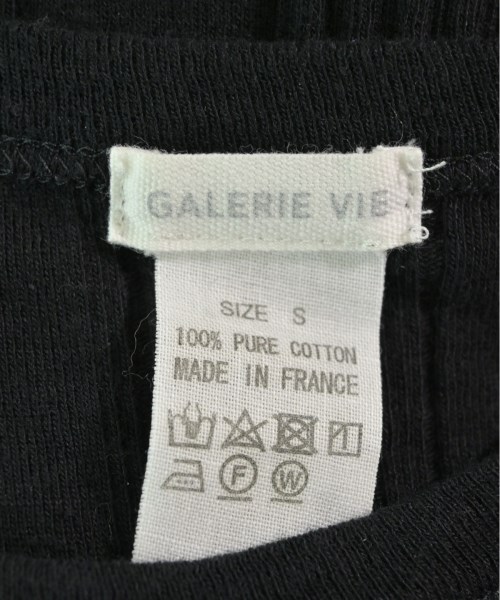 GALERIE VIE
SIZE S
100% PURE COTTON
MADE IN FRANCE
F W